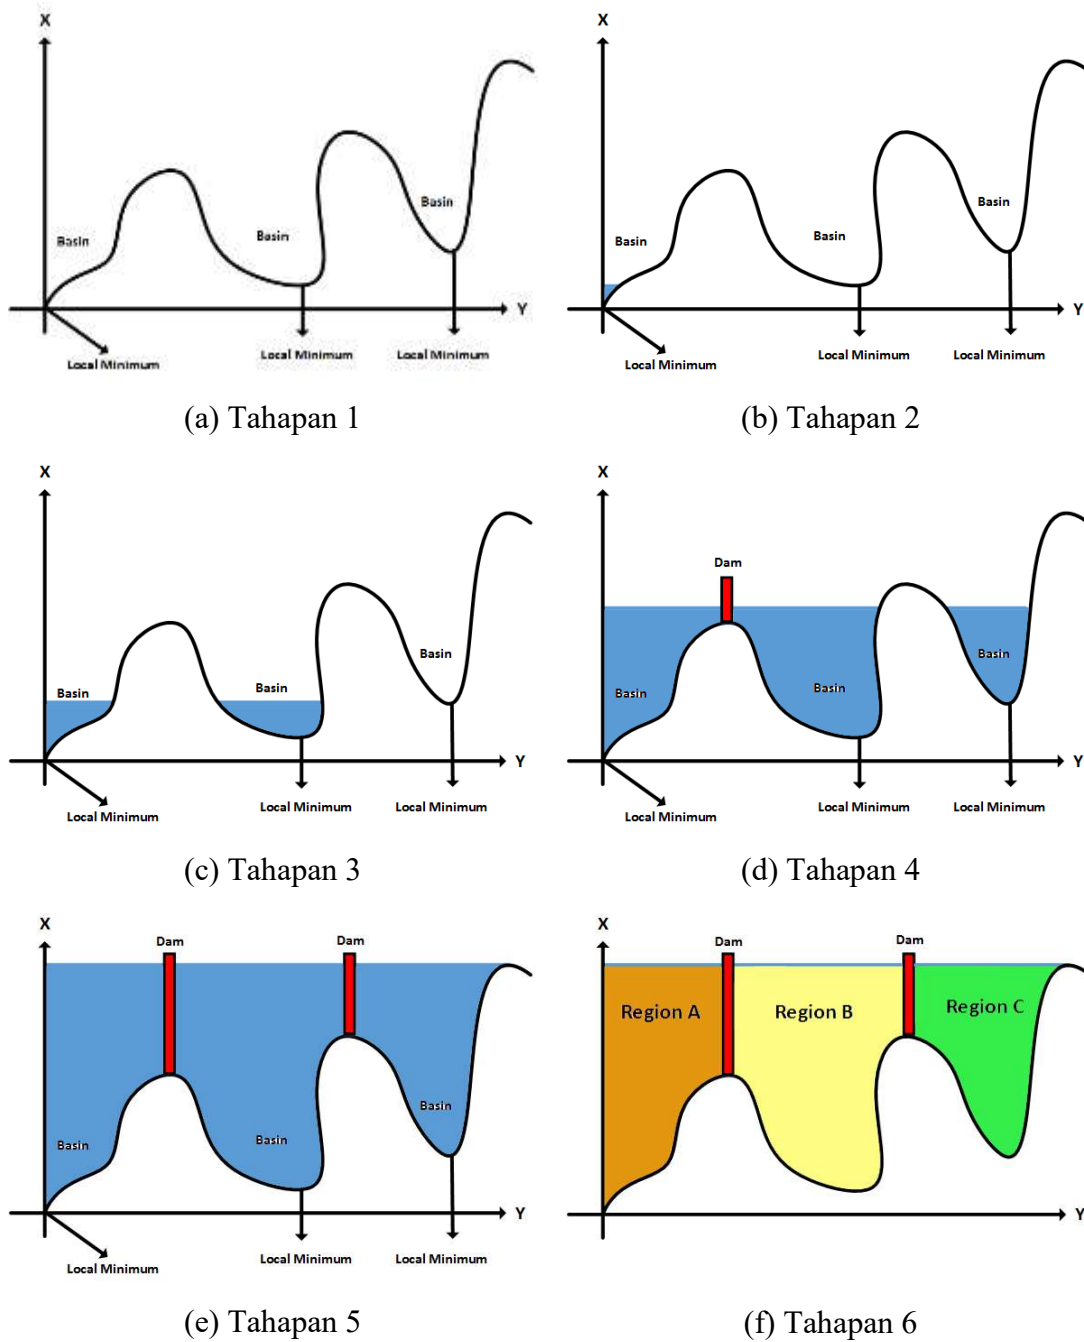 X
Basin
Basin
Basin
Y
Local Minimum
Local Minimum
Local Minimum
(a) Tahapan 1
X
Basin
Basin
Basin
Y
Local Minimum
Local Minimum
Local Minimum
(b) Tahapan 2
X
Basin
Basin
Basin
Y
Local Minimum
Local Minimum
Local Minimum
(c) Tahapan 3
X
Dam
Basin
Basin
Basin
Y
Local Minimum
Local Minimum
Local Minimum
(d) Tahapan 4
X
Dam
Dam
Basin
Basin
Basin
Y
Local Minimum
Local Minimum
Local Minimum
(e) Tahapan 5
X
Dam
Dam
Region A
Region B
Region C
Y
(f) Tahapan 6